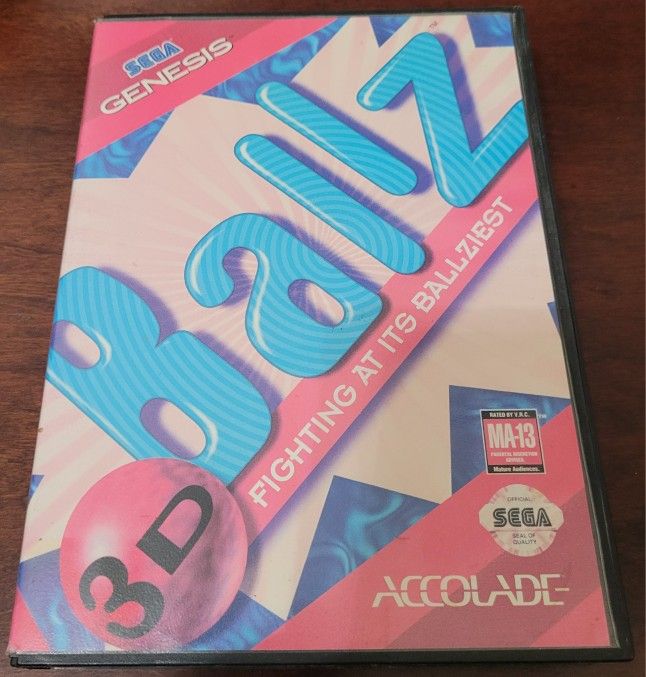 SEGA
GENESIS
Ballz
TM
FIGHTING AT ITS BALLZIEST
3D
RATED BY V.R.C.
MA-13
PARENTAL DISCRETION
ADVISED.
Mature Audiences.
OFFICIAL
SEGA
SEAL OF
QUALITY
ACCOLADE